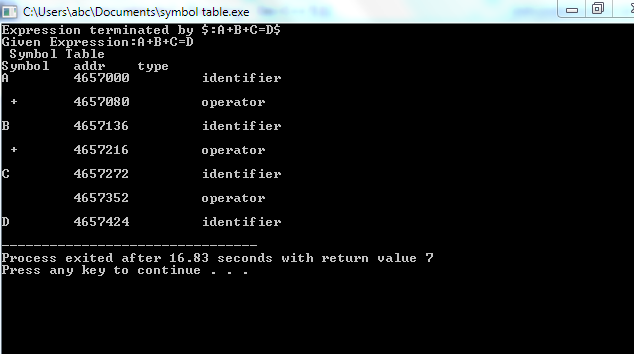 C:\Users\abc\Documents\symbol table.exe
Expression terminated by $:A+B+C=D$
Given Expression:A+B+C=D
Symbol Table
Symbol addr type
A 4657000 identifier
+ 4657080 operator
B 4657136 identifier
+ 4657216 operator
C 4657272 identifier
4657352 operator
D 4657424 identifier
--------------------------------
Process exited after 16.83 seconds with return value 7
Press any key to continue . . .